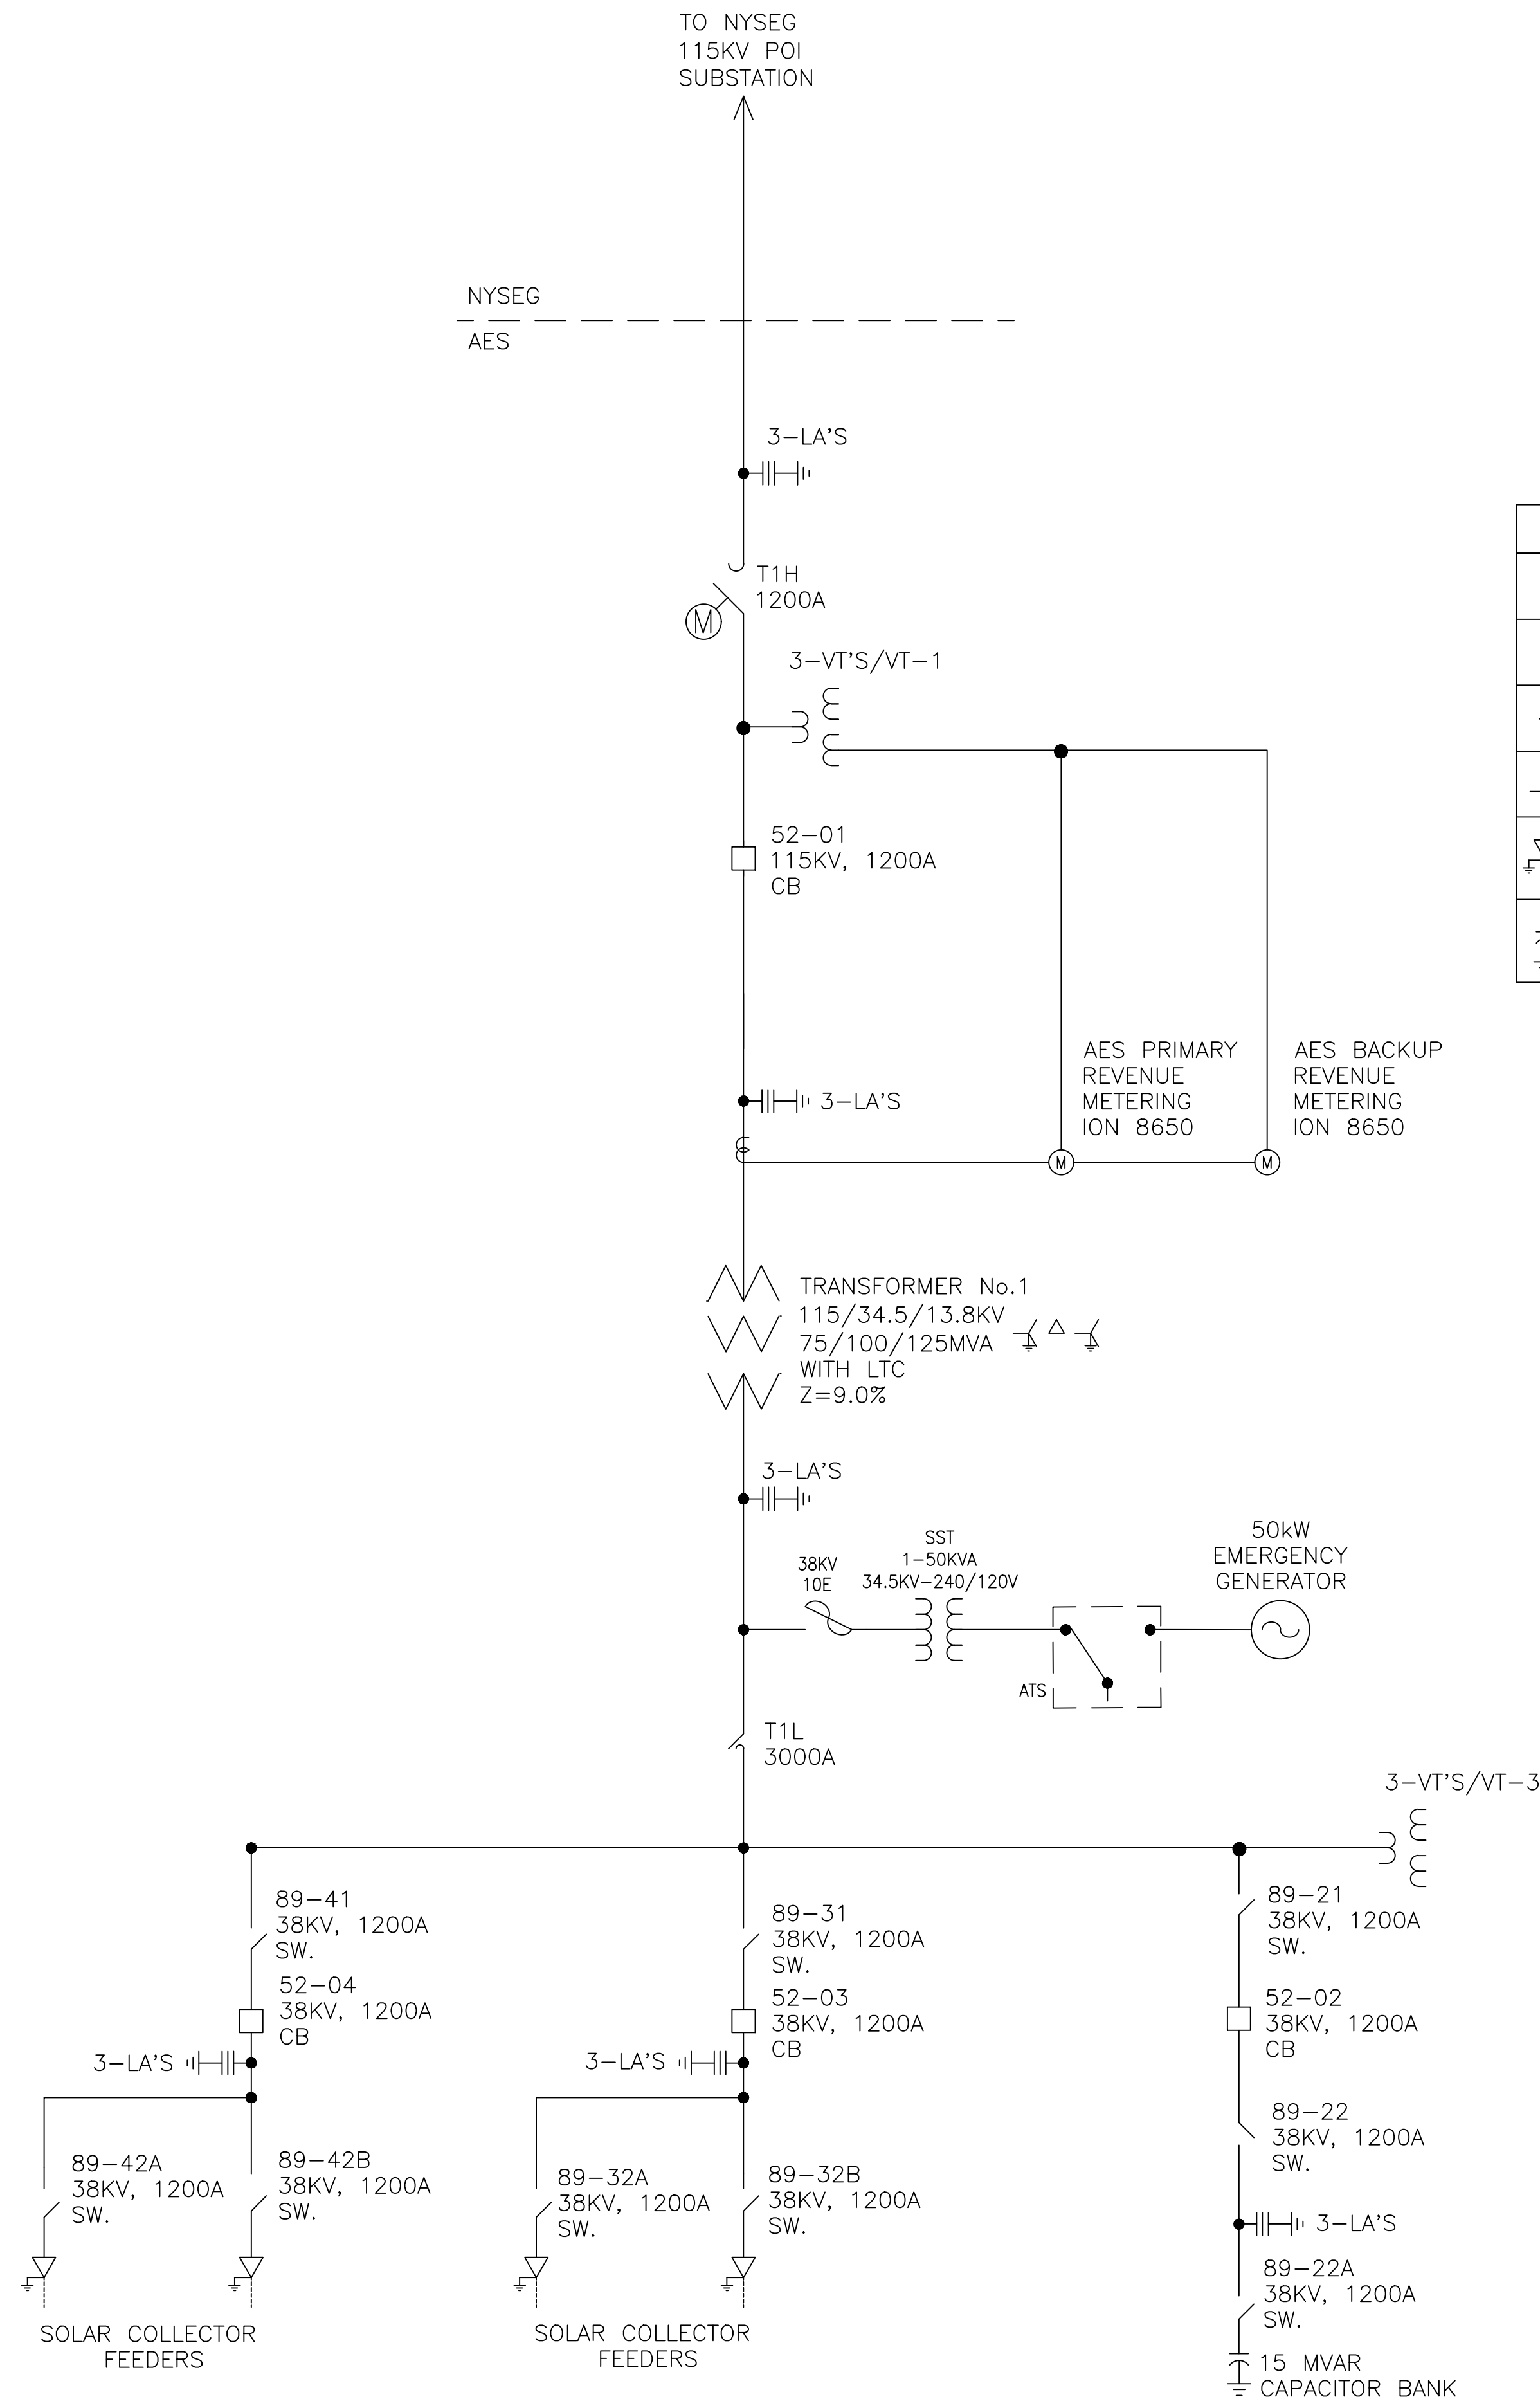 TO NYSEG
115KV POI
SUBSTATION
NYSEG
AES
3-LA'S
T1H
1200A
M
3-VT'S/VT-1
52-01
115KV, 1200A
CB
AES PRIMARY
REVENUE
METERING
ION 8650
AES BACKUP
REVENUE
METERING
ION 8650
3-LA'S
M
M
TRANSFORMER No.1
115/34.5/13.8KV
75/100/125MVA
WITH LTC
Z=9.0%
3-LA'S
38KV
10E
SST
1-50KVA
34.5KV-240/120V
50kW
EMERGENCY
GENERATOR
ATS
T1L
3000A
3-VT'S/VT-3
89-41
38KV, 1200A
SW.
52-04
38KV, 1200A
CB
3-LA'S
89-42A
38KV, 1200A
SW.
89-42B
38KV, 1200A
SW.
SOLAR COLLECTOR
FEEDERS
89-31
38KV, 1200A
SW.
52-03
38KV, 1200A
CB
3-LA'S
89-32A
38KV, 1200A
SW.
89-32B
38KV, 1200A
SW.
SOLAR COLLECTOR
FEEDERS
89-21
38KV, 1200A
SW.
52-02
38KV, 1200A
CB
89-22
38KV, 1200A
SW.
3-LA'S
89-22A
38KV, 1200A
SW.
15 MVAR
CAPACITOR BANK